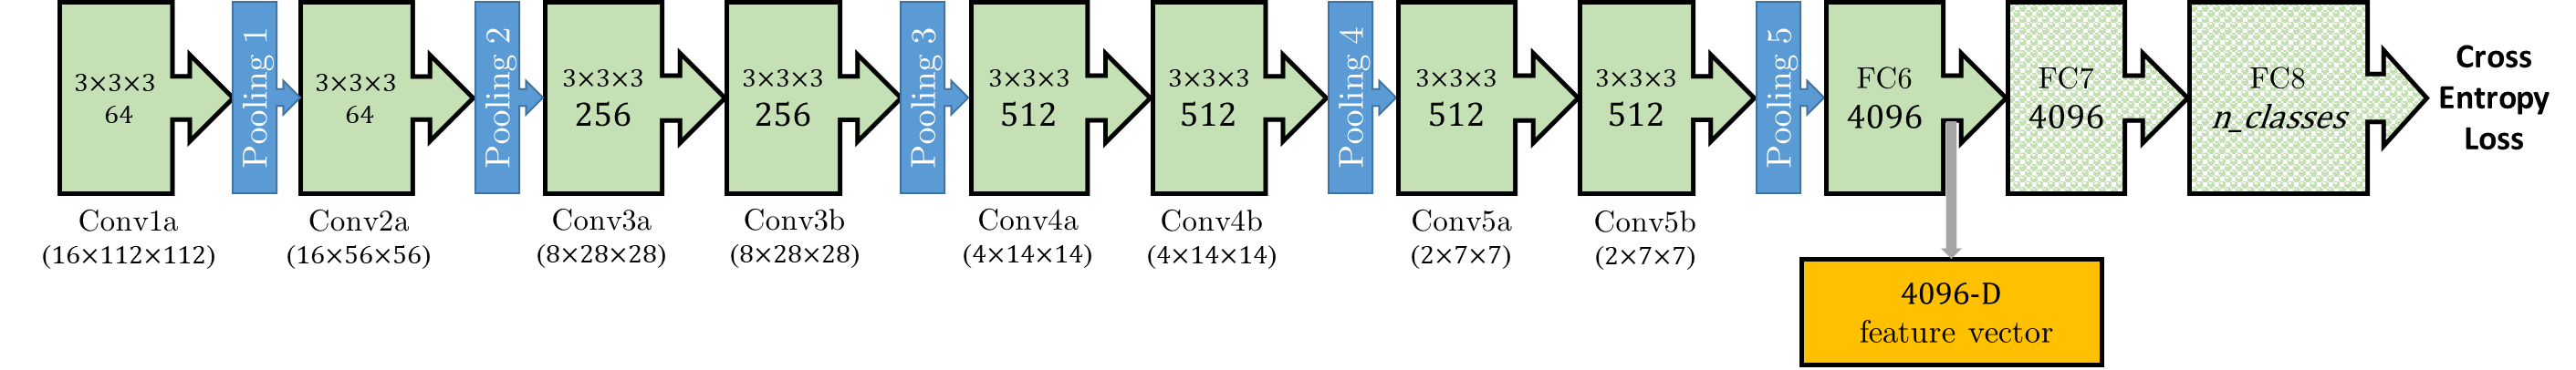 3×3×3
64
Conv1a
(16×112×112)
Pooling 1
3×3×3
64
Conv2a
(16×56×56)
Pooling 2
3×3×3
256
Conv3a
(8×28×28)
3×3×3
256
Conv3b
(8×28×28)
Pooling 3
3×3×3
512
Conv4a
(4×14×14)
3×3×3
512
Conv4b
(4×14×14)
Pooling 4
3×3×3
512
Conv5a
(2×7×7)
3×3×3
512
Conv5b
(2×7×7)
Pooling 5
FC6
4096
4096-D
feature vector
FC7
4096
FC8
n_classes
Cross
Entropy
Loss